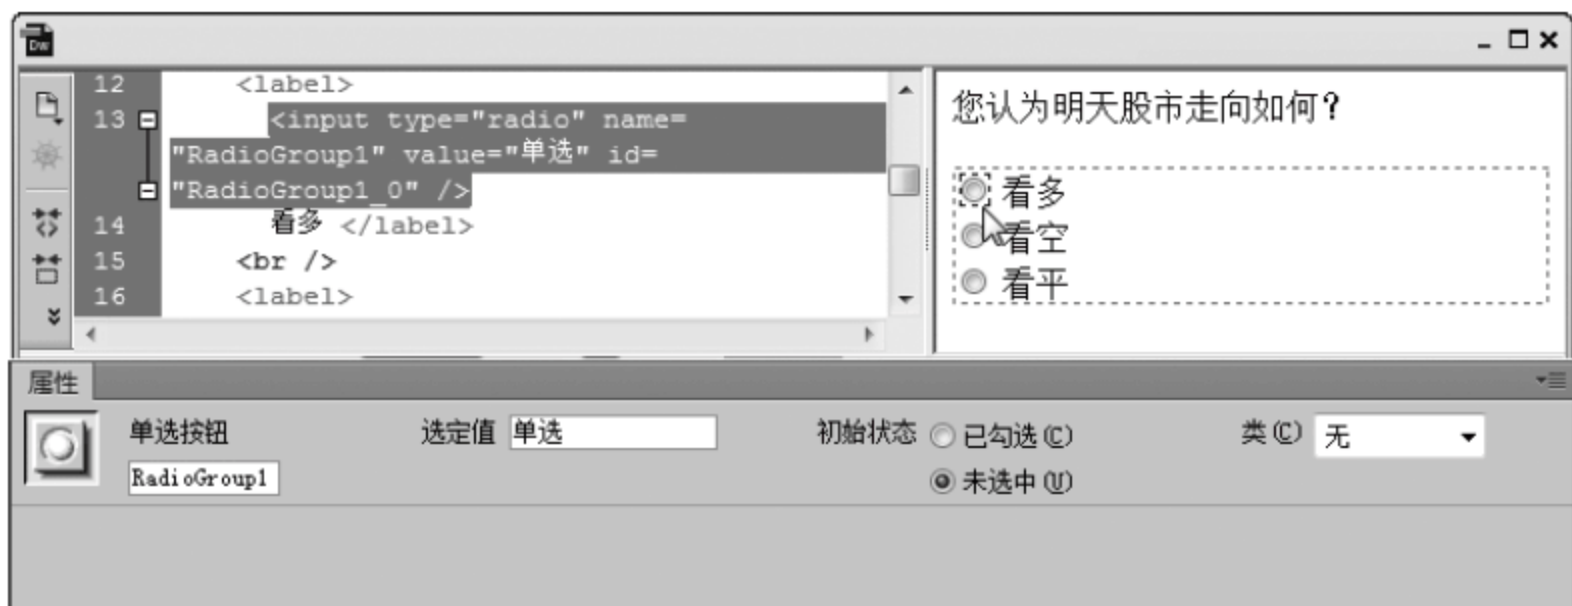 Dw
12 <label>
13 <input type="radio" name=
"RadioGroup1" value="单选" id=
"RadioGroup1_0" />
14 看多 </label>
15 <br />
16 <label>
您认为明天股市走向如何?
看多
看空
看平
属性
单选按钮 选定值 单选 初始状态 已勾选(C) 类(C) 无
RadioGroup1 未选中(U)